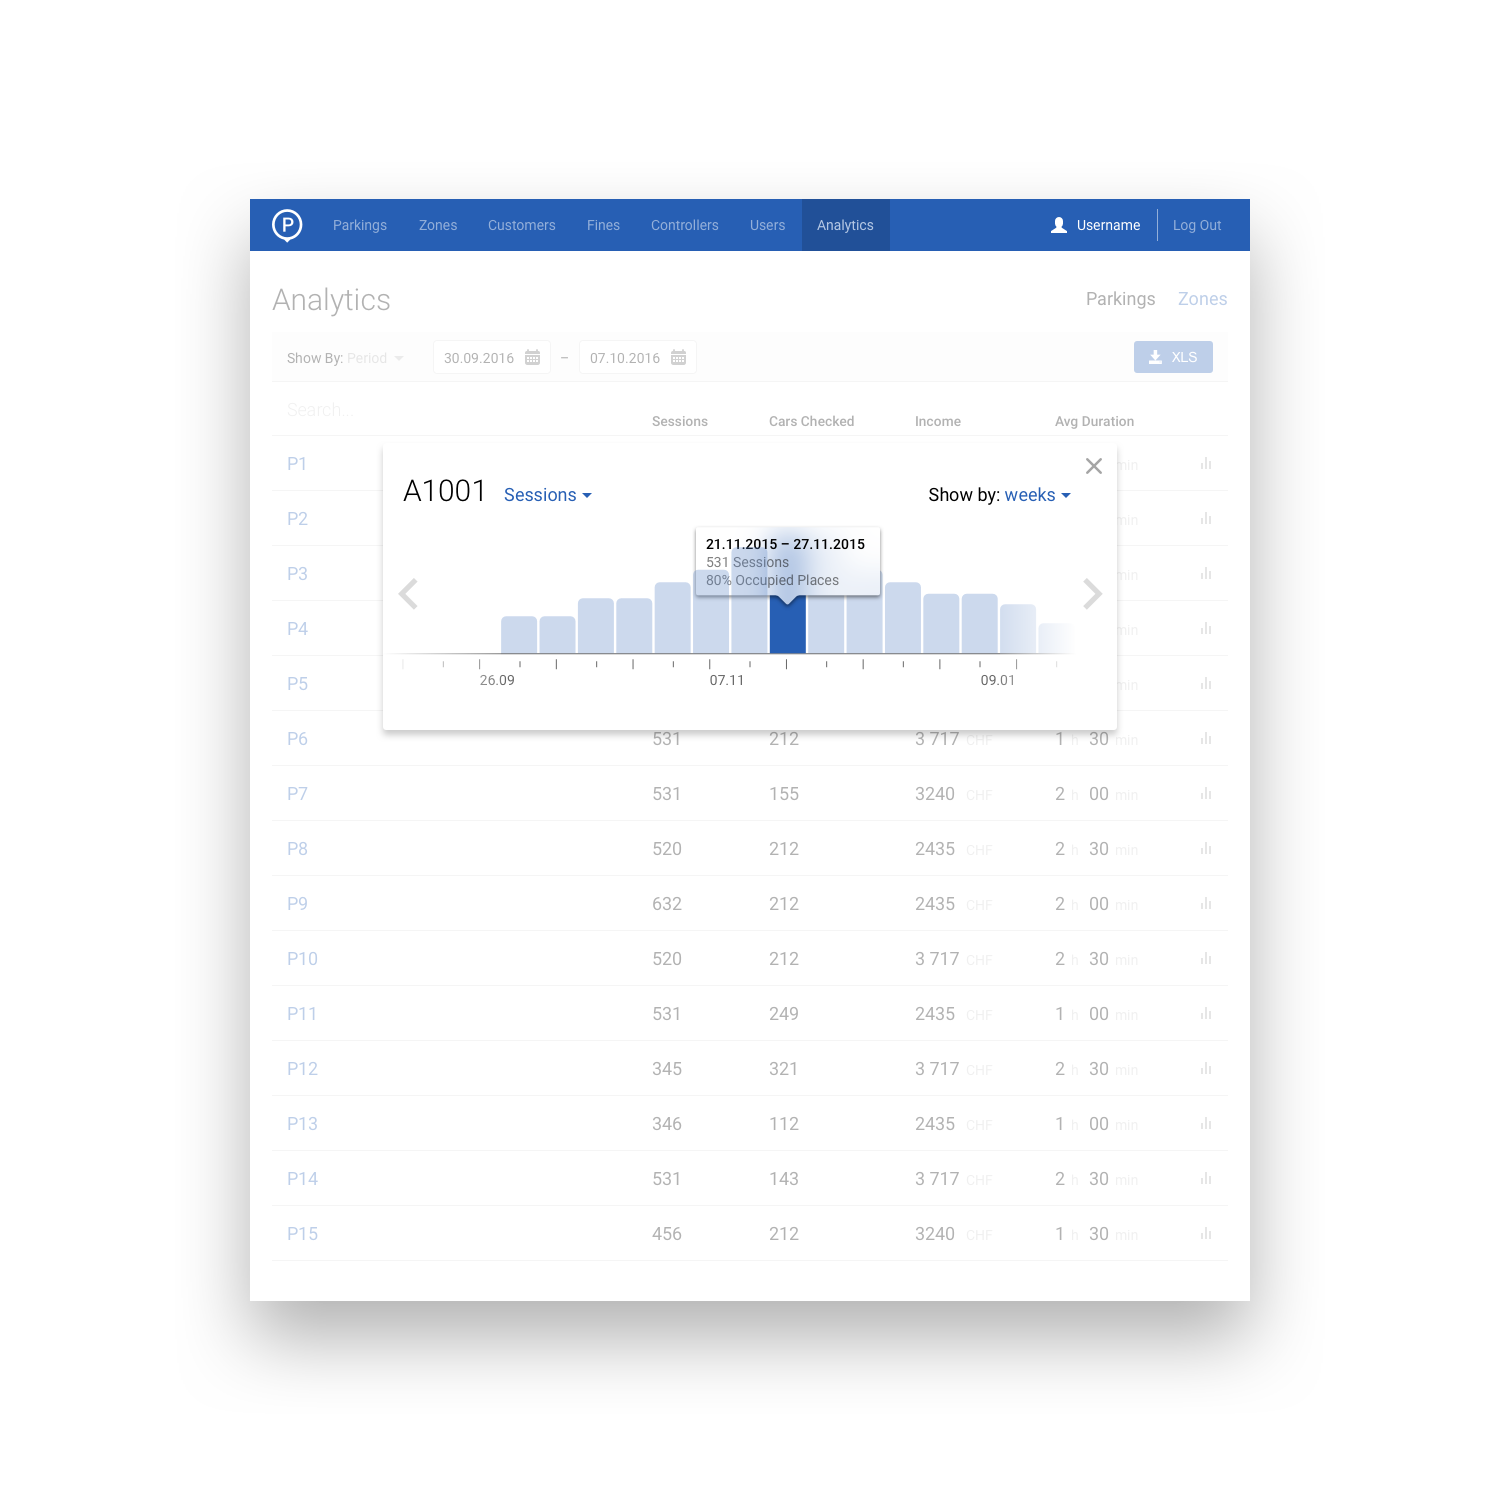 P Parkings Zones Customers Fines Controllers Users Analytics Username Log Out
Analytics Parkings Zones
Show By: Period 30.09.2016 – 07.10.2016 XLS
Search...
Sessions Cars Checked Income Avg Duration
P1 min
A1001 Sessions Show by: weeks
P2 min
21.11.2015 – 27.11.2015
531 Sessions
80% Occupied Places
P3 min
P4 min
26.09 07.11 09.01
P5 min
P6 531 212 3 717 CHF 1 h 30 min
P7 531 155 3240 CHF 2 h 00 min
P8 520 212 2435 CHF 2 h 30 min
P9 632 212 2435 CHF 2 h 00 min
P10 520 212 3 717 CHF 2 h 30 min
P11 531 249 2435 CHF 1 h 00 min
P12 345 321 3 717 CHF 2 h 30 min
P13 346 112 2435 CHF 1 h 00 min
P14 531 143 3 717 CHF 2 h 30 min
P15 456 212 3240 CHF 1 h 30 min